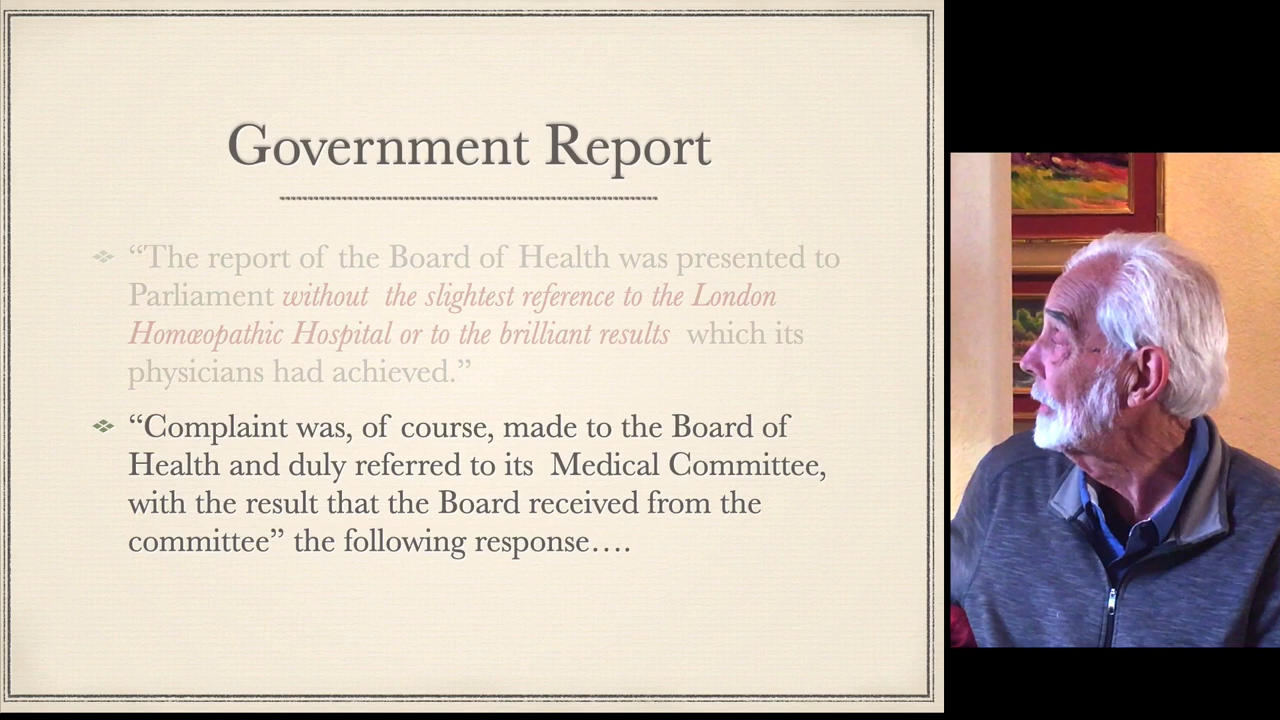 Government Report
“The report of the Board of Health was presented to
Parliament without the slightest reference to the London
Homœopathic Hospital or to the brilliant results which its
physicians had achieved.”
“Complaint was, of course, made to the Board of
Health and duly referred to its Medical Committee,
with the result that the Board received from the
committee” the following response….